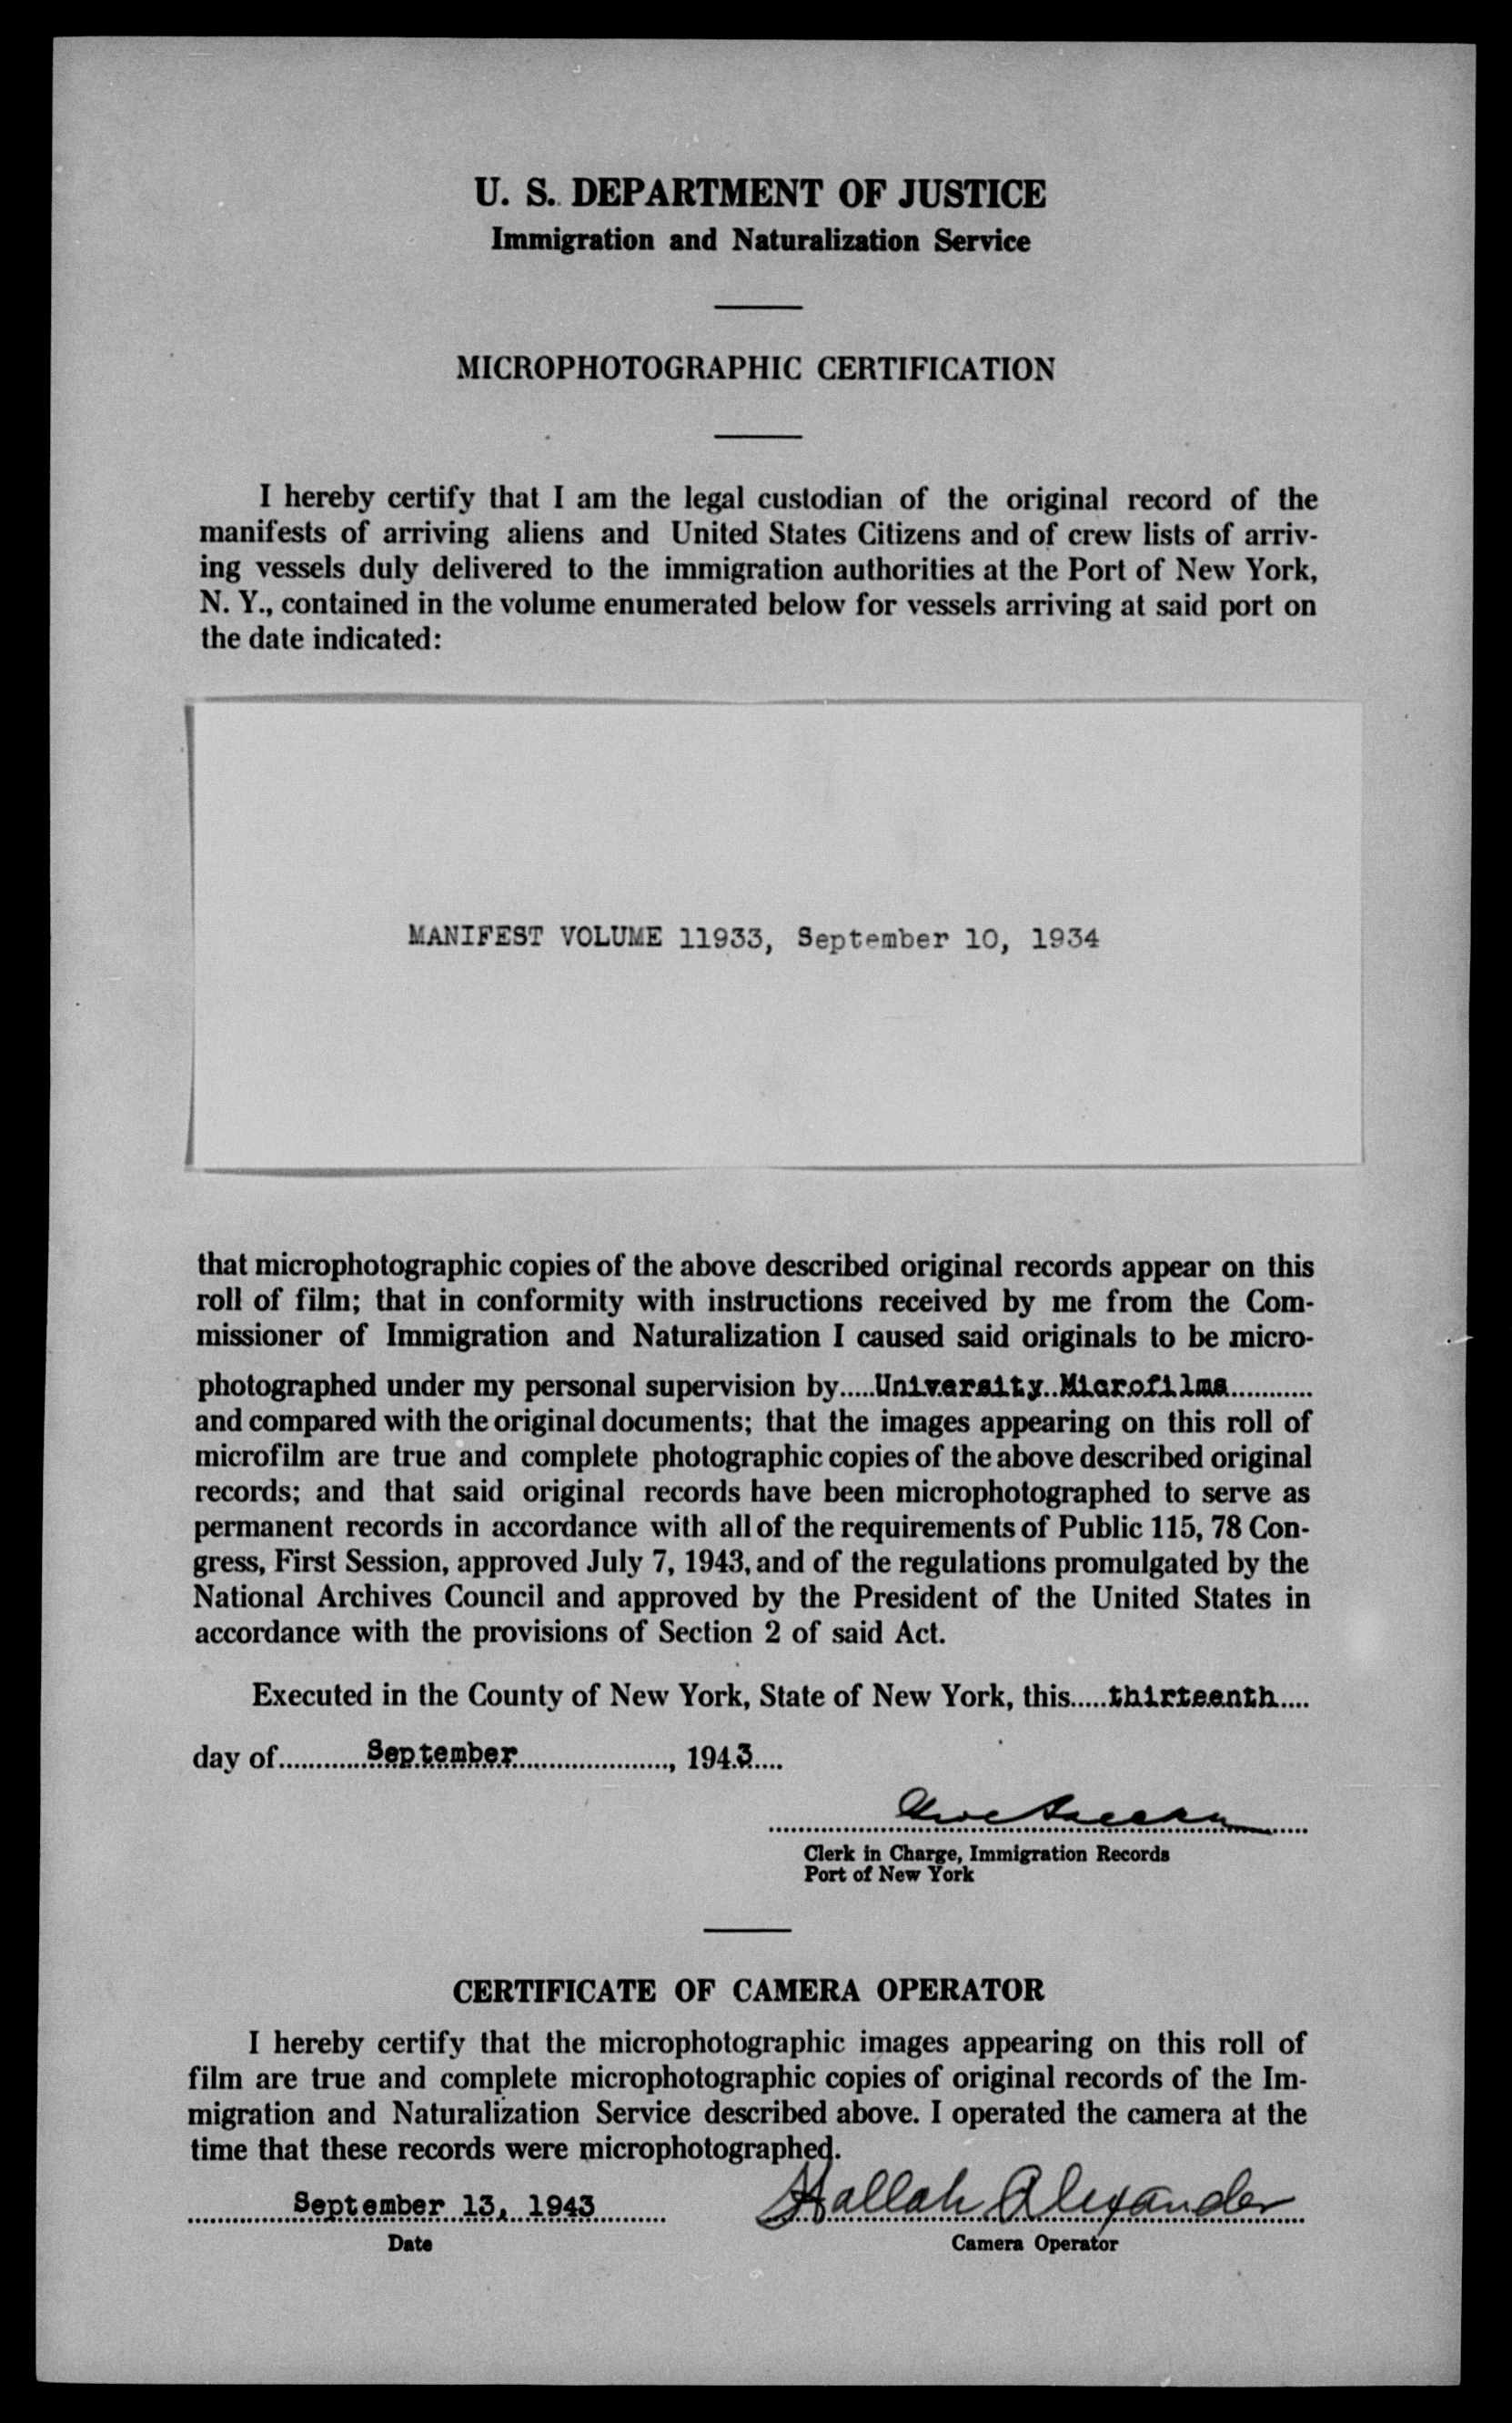 U. S. DEPARTMENT OF JUSTICE
Immigration and Naturalization Service
MICROPHOTOGRAPHIC CERTIFICATION
I hereby certify that I am the legal custodian of the original record of the
manifests of arriving aliens and United States Citizens and of crew lists of arriv-
ing vessels duly delivered to the immigration authorities at the Port of New York,
N. Y., contained in the volume enumerated below for vessels arriving at said port on
the date indicated:
MANIFEST VOLUME 11933, September 10, 1934
that microphotographic copies of the above described original records appear on this
roll of film; that in conformity with instructions received by me from the Com-
missioner of Immigration and Naturalization I caused said originals to be micro-
photographed under my personal supervision by.....University Microfilms...........
and compared with the original documents; that the images appearing on this roll of
microfilm are true and complete photographic copies of the above described original
records; and that said original records have been microphotographed to serve as
permanent records in accordance with all of the requirements of Public 115, 78 Con-
gress, First Session, approved July 7, 1943, and of the regulations promulgated by the
National Archives Council and approved by the President of the United States in
accordance with the provisions of Section 2 of said Act.
Executed in the County of New York, State of New York, this.....thirteenth....
day of............September...................., 1943....
Clerk in Charge, Immigration Records
Port of New York
CERTIFICATE OF CAMERA OPERATOR
I hereby certify that the microphotographic images appearing on this roll of
film are true and complete microphotographic copies of original records of the Im-
migration and Naturalization Service described above. I operated the camera at the
time that these records were microphotographed.
September 13, 1943 Hallah Alexander
Date Camera Operator